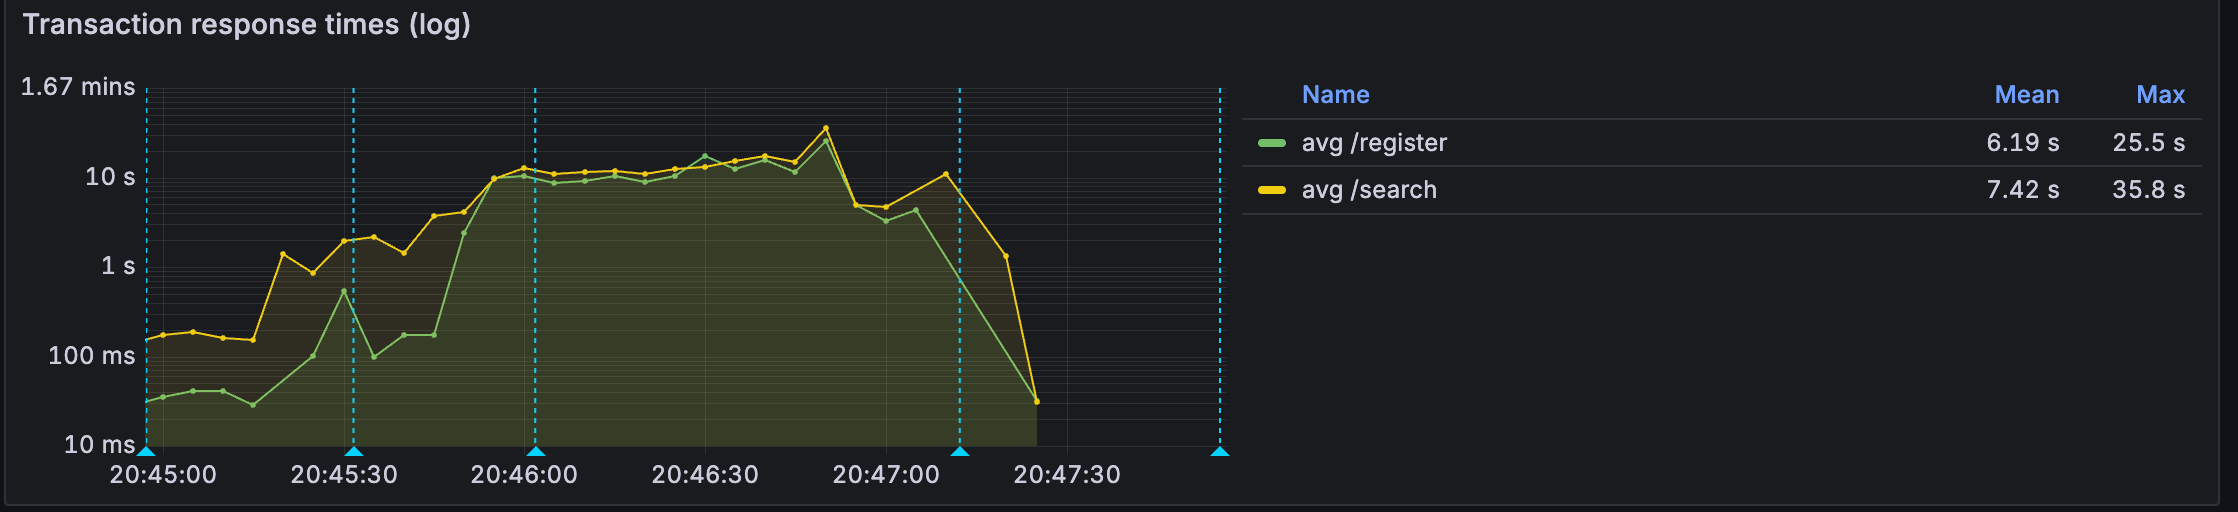 Transaction response times (log)
1.67 mins
10 s
1 s
100 ms
10 ms
20:45:00 20:45:30 20:46:00 20:46:30 20:47:00 20:47:30
Name Mean Max
avg /register 6.19 s 25.5 s
avg /search 7.42 s 35.8 s